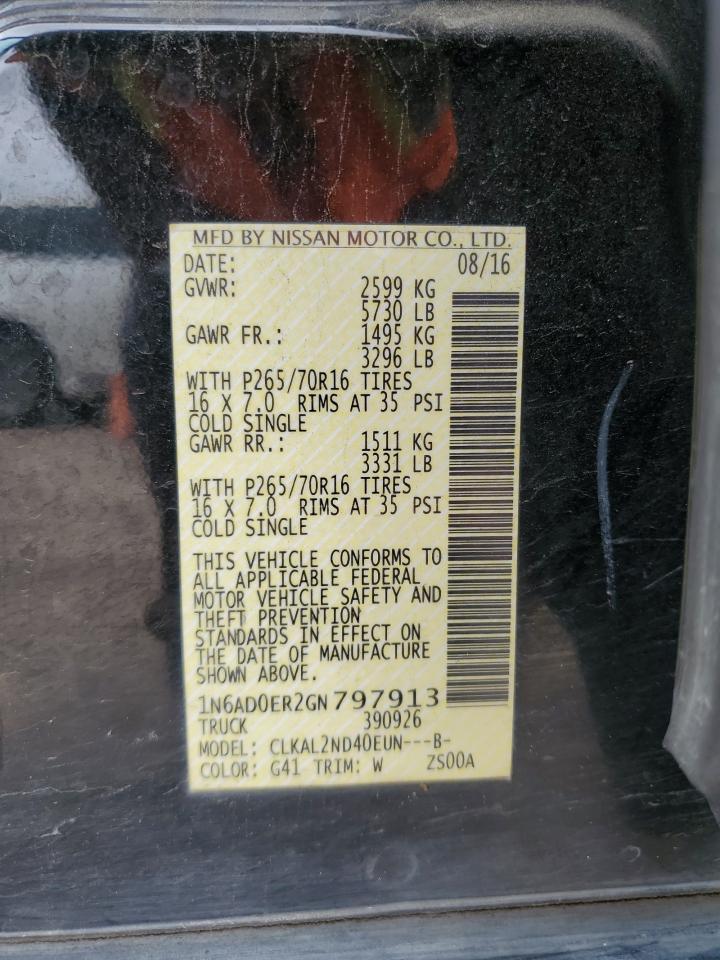 MFD BY NISSAN MOTOR CO., LTD.
DATE: 08/16
GVWR: 2599 KG
5730 LB
GAWR FR.: 1495 KG
3296 LB
WITH P265/70R16 TIRES
16 X 7.0 RIMS AT 35 PSI
COLD SINGLE
GAWR RR.: 1511 KG
3331 LB
WITH P265/70R16 TIRES
16 X 7.0 RIMS AT 35 PSI
COLD SINGLE
THIS VEHICLE CONFORMS TO
ALL APPLICABLE FEDERAL
MOTOR VEHICLE SAFETY AND
THEFT PREVENTION
STANDARDS IN EFFECT ON
THE DATE OF MANUFACTURE
SHOWN ABOVE.
1N6AD0ER2GN797913
TRUCK 390926
MODEL: CLKAL2ND40EUN---B-
COLOR: G41 TRIM: W ZS00A